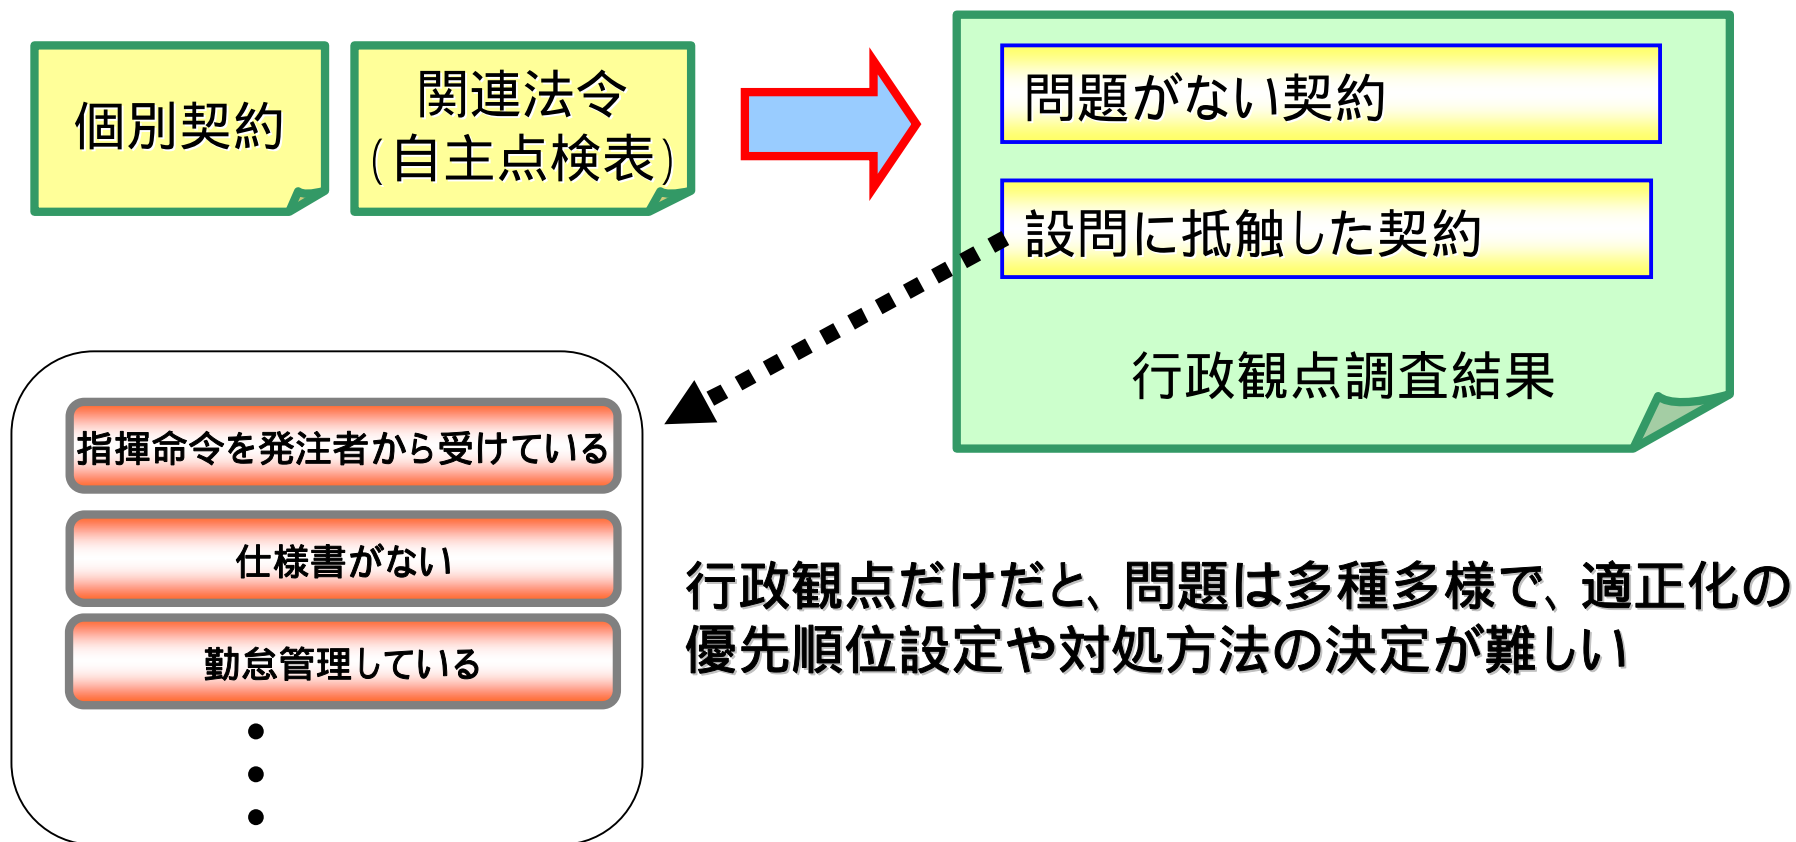 個別契約
関連法令
(自主点検表)
問題がない契約
設問に抵触した契約
行政観点調査結果
指揮命令を発注者から受けている
仕様書がない
勤怠管理している
行政観点だけだと、問題は多種多様で、適正化の
優先順位設定や対処方法の決定が難しい